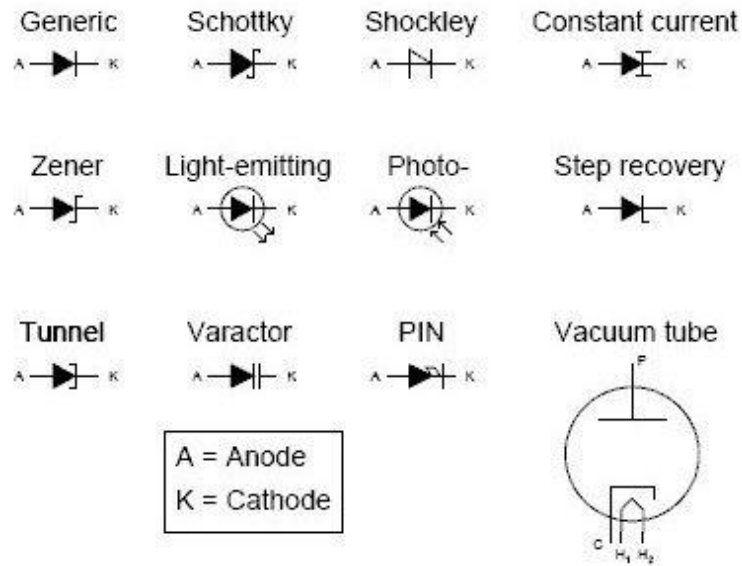 Generic Schottky Shockley Constant current
A K A K A K A K
Zener Light-emitting Photo- Step recovery
A K A K A K A K
Tunnel Varactor PIN Vacuum tube
P
A K A K A K
A = Anode
K = Cathode
C H1 H2